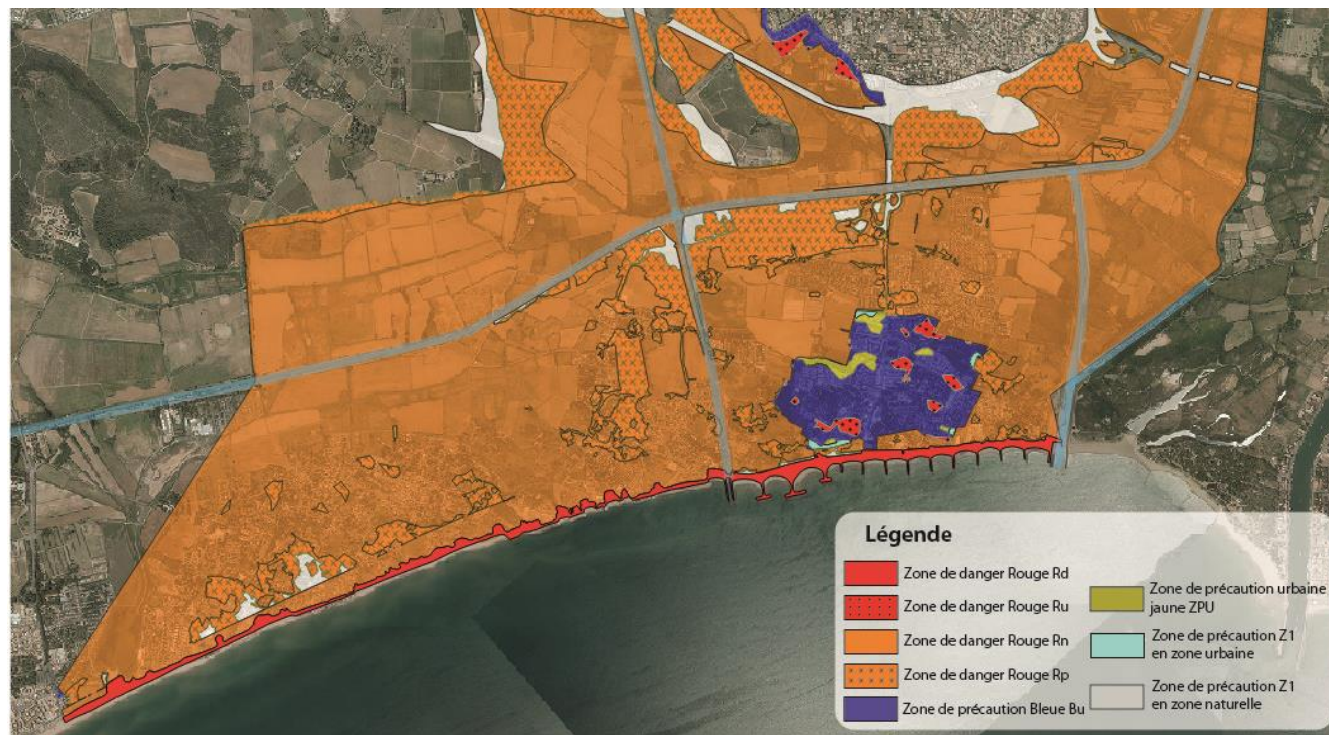 Légende
Zone de danger Rouge Rd
Zone de danger Rouge Ru
Zone de danger Rouge Rn
Zone de danger Rouge Rp
Zone de précaution Bleue Bu
Zone de précaution urbaine
jaune ZPU
Zone de précaution Z1
en zone urbaine
Zone de précaution Z1
en zone naturelle